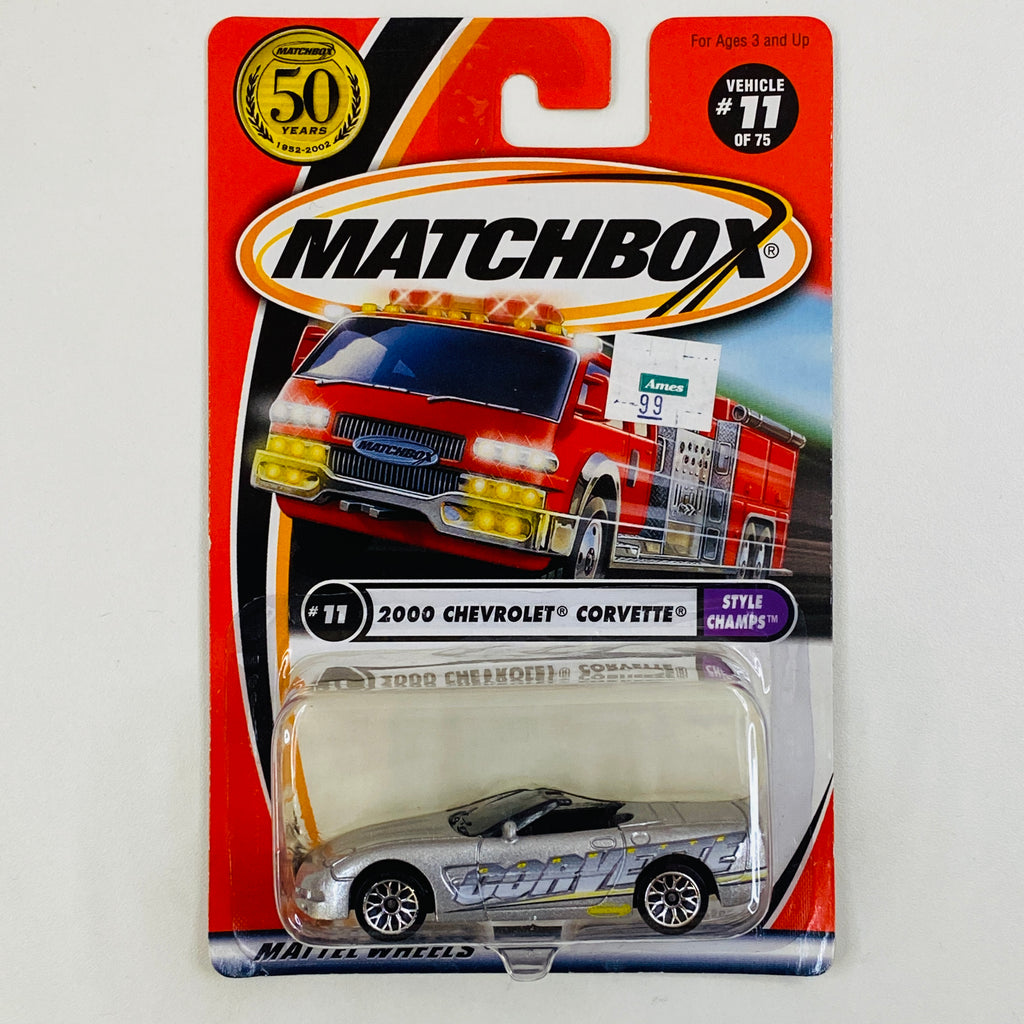 MATCHBOX
50
YEARS
1952-2002
For Ages 3 and Up
VEHICLE
# 11
OF 75
MATCHBOX®
Ames
99
MATCHBOX
#11
2000 CHEVROLET® CORVETTE®
STYLE
CHAMPS™
CORVETTE
MATTEL WHEELS